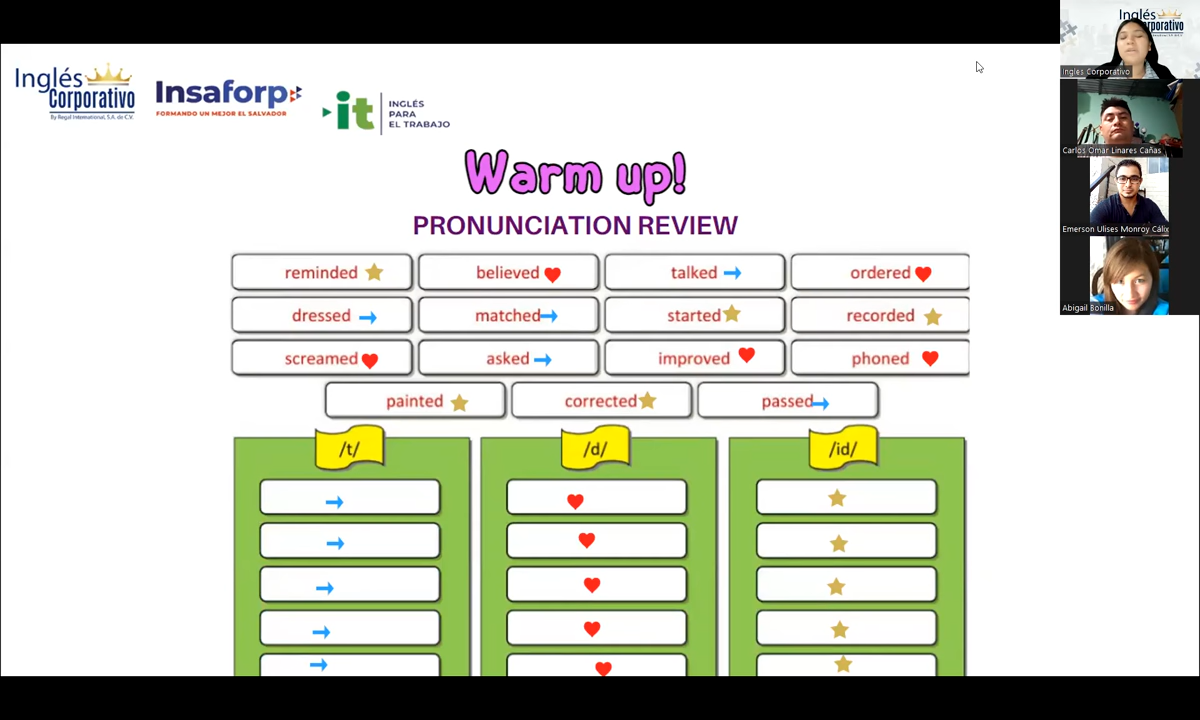 Inglés
Corporativo
By Regal International, S.A. de C.V.
Insaforp
FORMANDO UN MEJOR EL SALVADOR
it
INGLÉS
PARA
EL TRABAJO
Warm up!
PRONUNCIATION REVIEW
reminded believed talked ordered
dressed matched started recorded
screamed asked improved phoned
painted corrected passed
/t/ /d/ /id/
Inglés
Corporativo
Ingles Corporativo
Carlos Omar Linares Cañas
Emerson Ulises Monroy Cálix
Abigail Bonilla